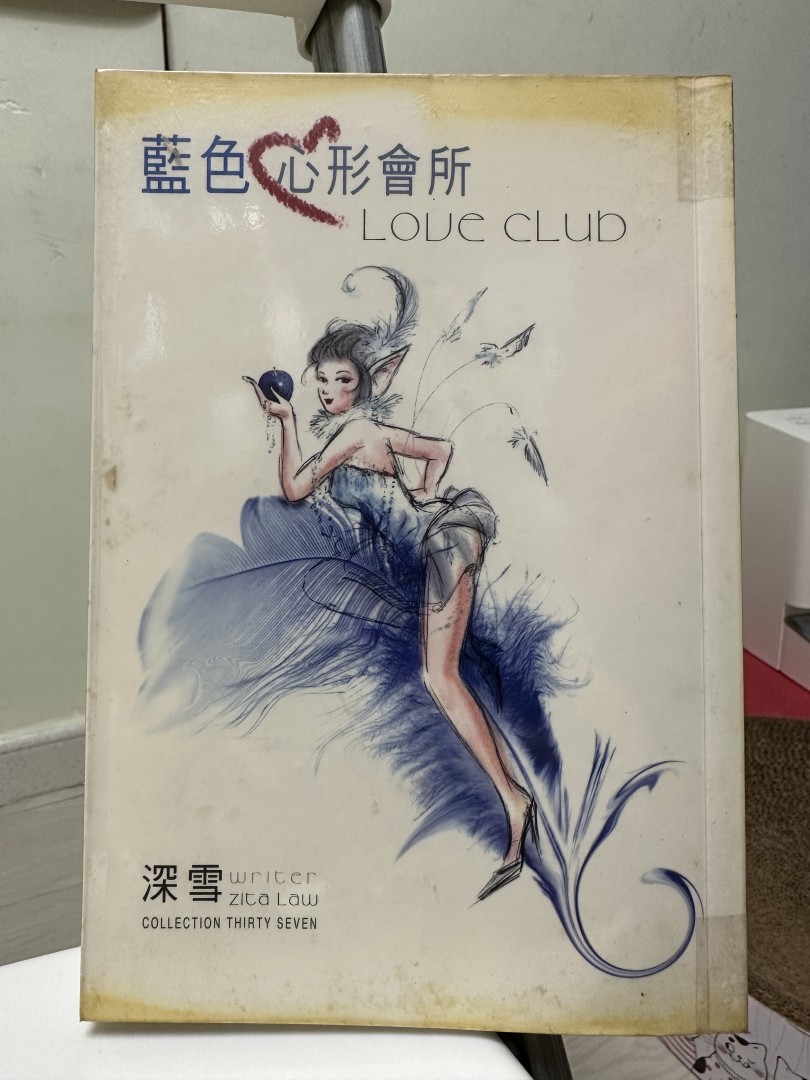 藍色心形會所
Love club
深雪 writer
zita Law
COLLECTION THIRTY SEVEN